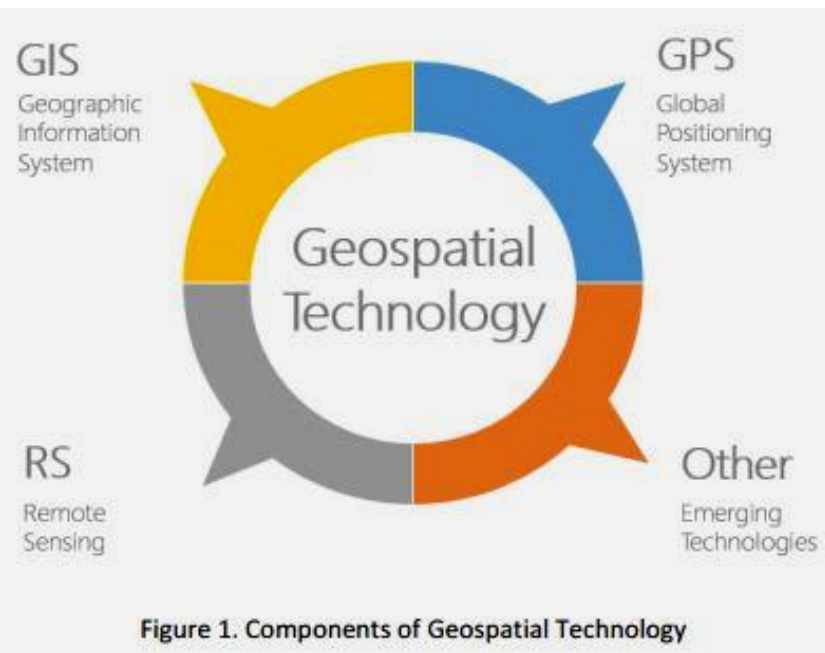 GIS
Geographic
Information
System
GPS
Global
Positioning
System
Geospatial
Technology
RS
Remote
Sensing
Other
Emerging
Technologies
Figure 1. Components of Geospatial Technology